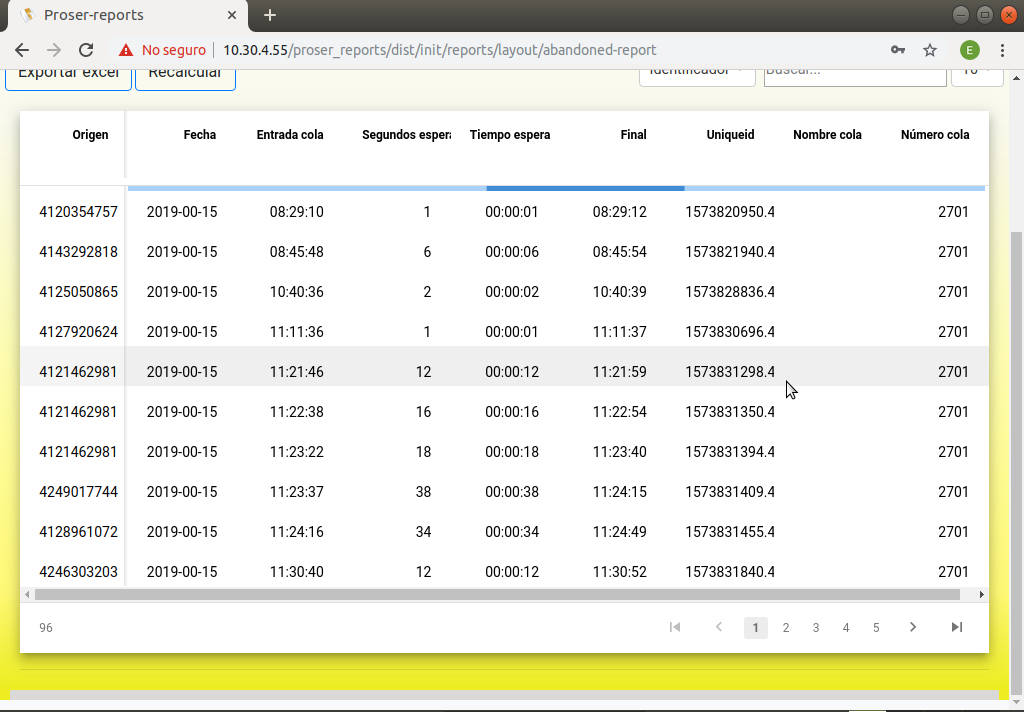 Proser-reports
No seguro 10.30.4.55/proser_reports/dist/init/reports/layout/abandoned-report E
Exportar excel Recalcular Identificador Buscar... 10
Origen Fecha Entrada cola Segundos espera Tiempo espera Final Uniqueid Nombre cola Número cola
4120354757 2019-00-15 08:29:10 1 00:00:01 08:29:12 1573820950.4 2701
4143292818 2019-00-15 08:45:48 6 00:00:06 08:45:54 1573821940.4 2701
4125050865 2019-00-15 10:40:36 2 00:00:02 10:40:39 1573828836.4 2701
4127920624 2019-00-15 11:11:36 1 00:00:01 11:11:37 1573830696.4 2701
4121462981 2019-00-15 11:21:46 12 00:00:12 11:21:59 1573831298.4 2701
4121462981 2019-00-15 11:22:38 16 00:00:16 11:22:54 1573831350.4 2701
4121462981 2019-00-15 11:23:22 18 00:00:18 11:23:40 1573831394.4 2701
4249017744 2019-00-15 11:23:37 38 00:00:38 11:24:15 1573831409.4 2701
4128961072 2019-00-15 11:24:16 34 00:00:34 11:24:49 1573831455.4 2701
4246303203 2019-00-15 11:30:40 12 00:00:12 11:30:52 1573831840.4 2701
96 1 2 3 4 5